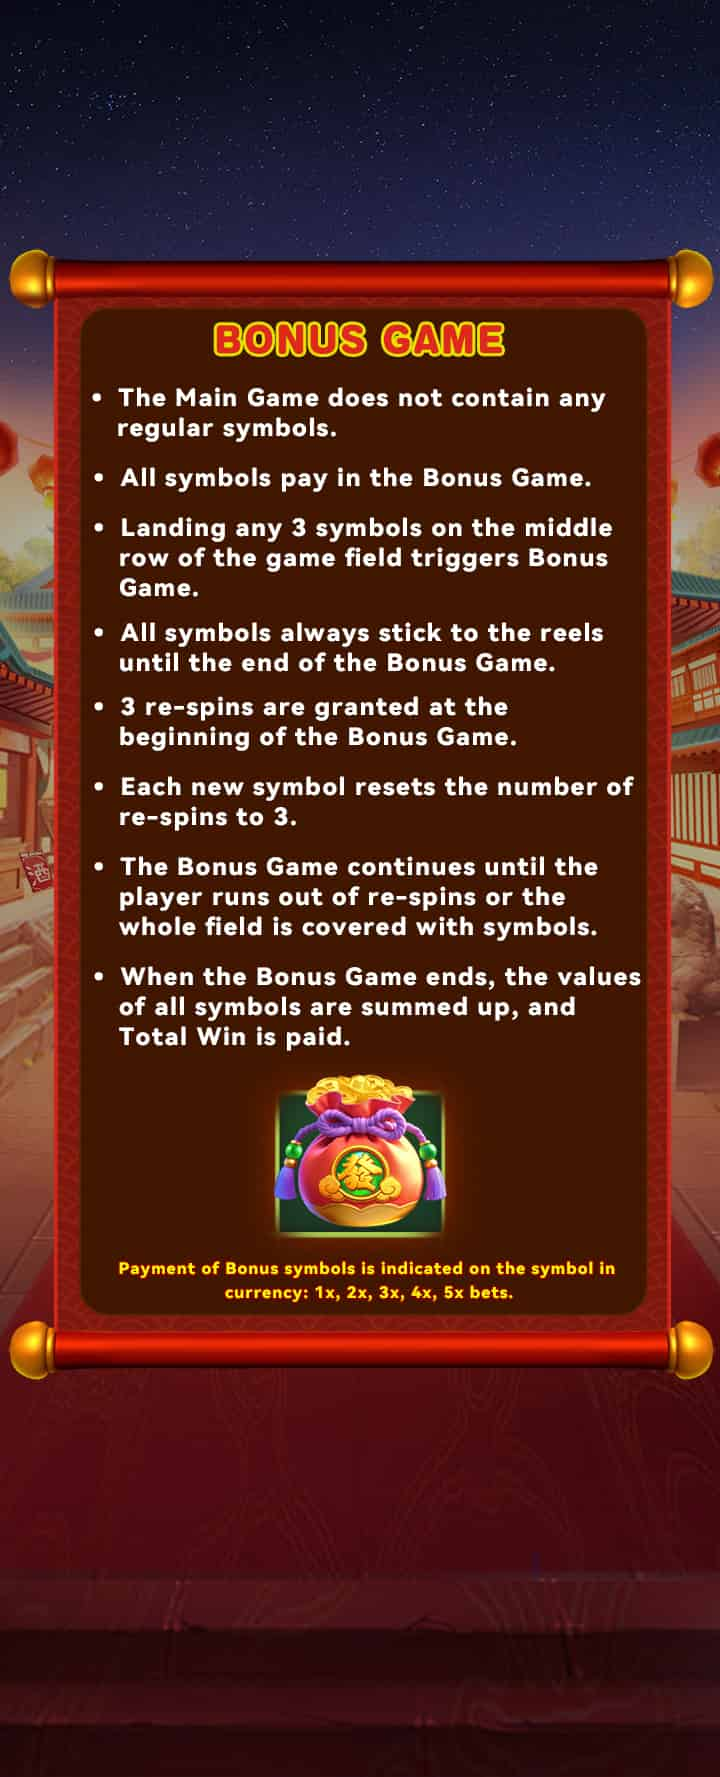 BONUS GAME
• The Main Game does not contain any
regular symbols.
• All symbols pay in the Bonus Game.
• Landing any 3 symbols on the middle
row of the game field triggers Bonus
Game.
• All symbols always stick to the reels
until the end of the Bonus Game.
• 3 re-spins are granted at the
beginning of the Bonus Game.
• Each new symbol resets the number of
re-spins to 3.
• The Bonus Game continues until the
player runs out of re-spins or the
whole field is covered with symbols.
• When the Bonus Game ends, the values
of all symbols are summed up, and
Total Win is paid.
酒
發
Payment of Bonus symbols is indicated on the symbol in
currency: 1x, 2x, 3x, 4x, 5x bets.